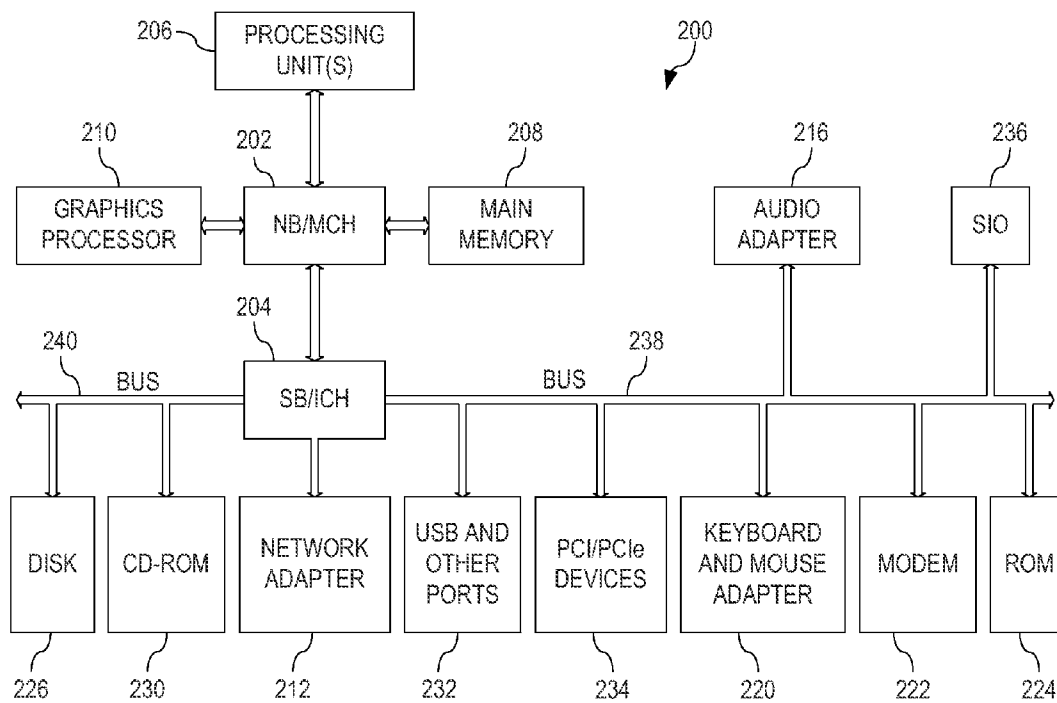 206
PROCESSING
UNIT(S)
200
210
202
208
216
236
GRAPHICS
PROCESSOR
NB/MCH
MAIN
MEMORY
AUDIO
ADAPTER
SIO
204
240
BUS
SB/ICH
BUS
238
DISK
CD-ROM
NETWORK
ADAPTER
USB AND
OTHER
PORTS
PCI/PCIe
DEVICES
KEYBOARD
AND MOUSE
ADAPTER
MODEM
ROM
226
230
212
232
234
220
222
224